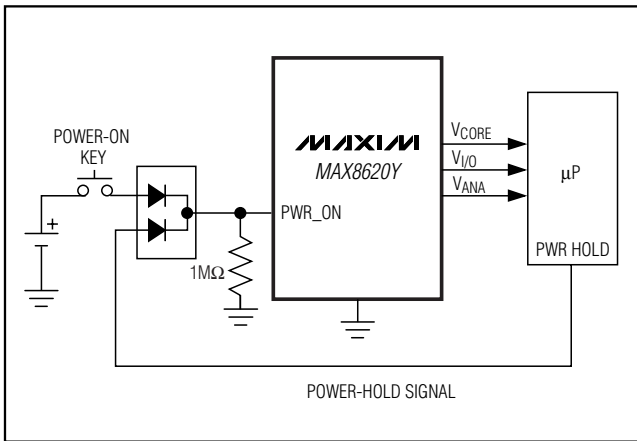 POWER-ON
KEY
+
1MΩ
MAXIM
MAX8620Y
PWR_ON
VCORE
VI/O
VANA
µP
PWR HOLD
POWER-HOLD SIGNAL